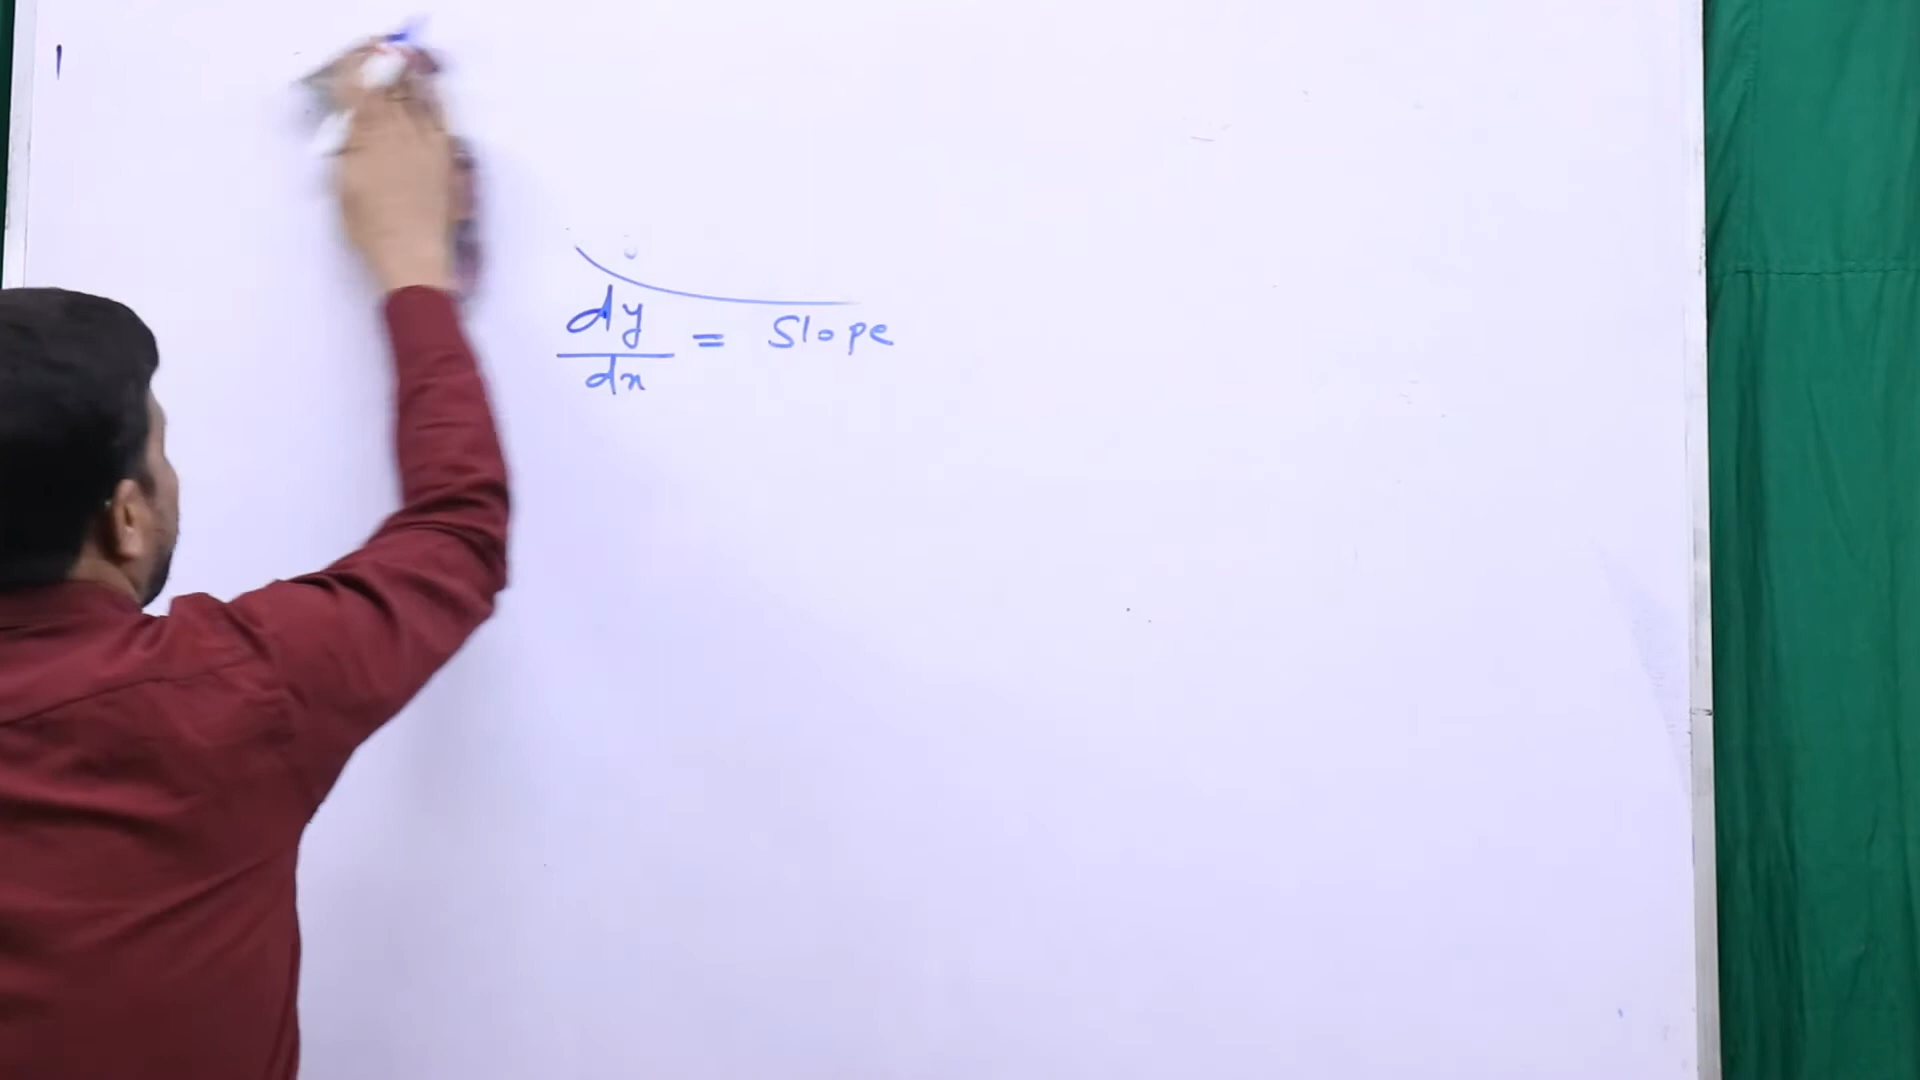 dy/dx = Slope